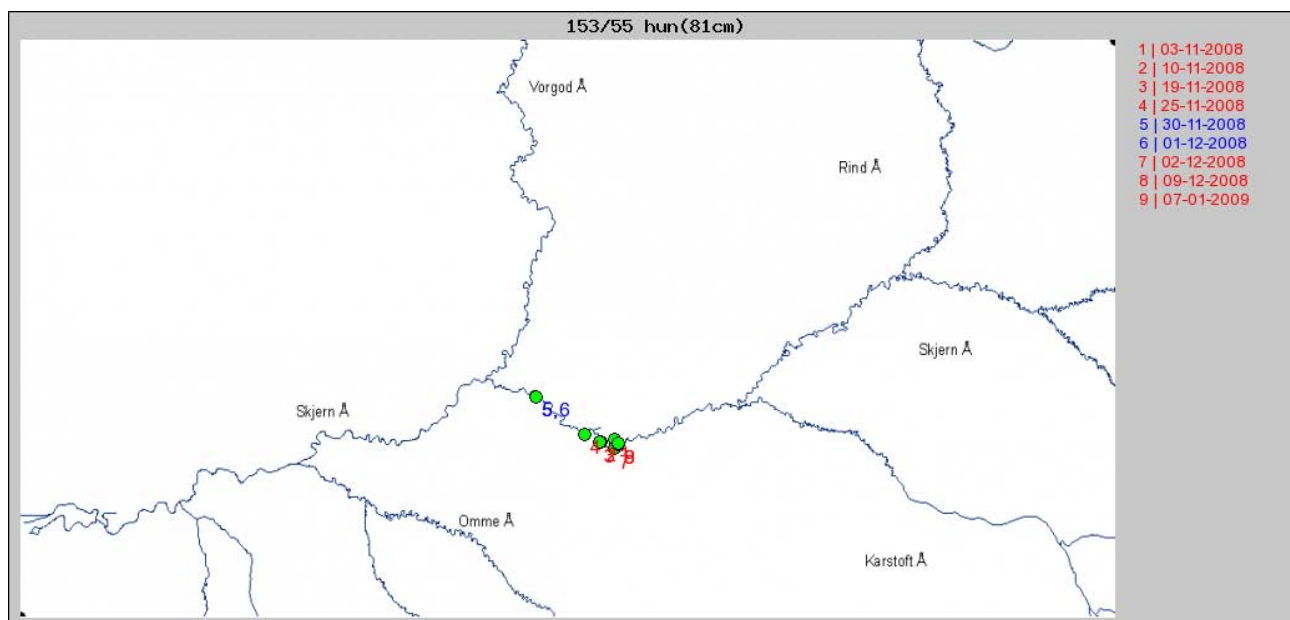 153/55 hun(81cm)
1 | 03-11-2008
2 | 10-11-2008
3 | 19-11-2008
4 | 25-11-2008
5 | 30-11-2008
6 | 01-12-2008
7 | 02-12-2008
8 | 09-12-2008
9 | 07-01-2009
Vorgod Å
Rind Å
Skjern Å
Skjern Å
5,6
4
Omme Å
Karstoft Å